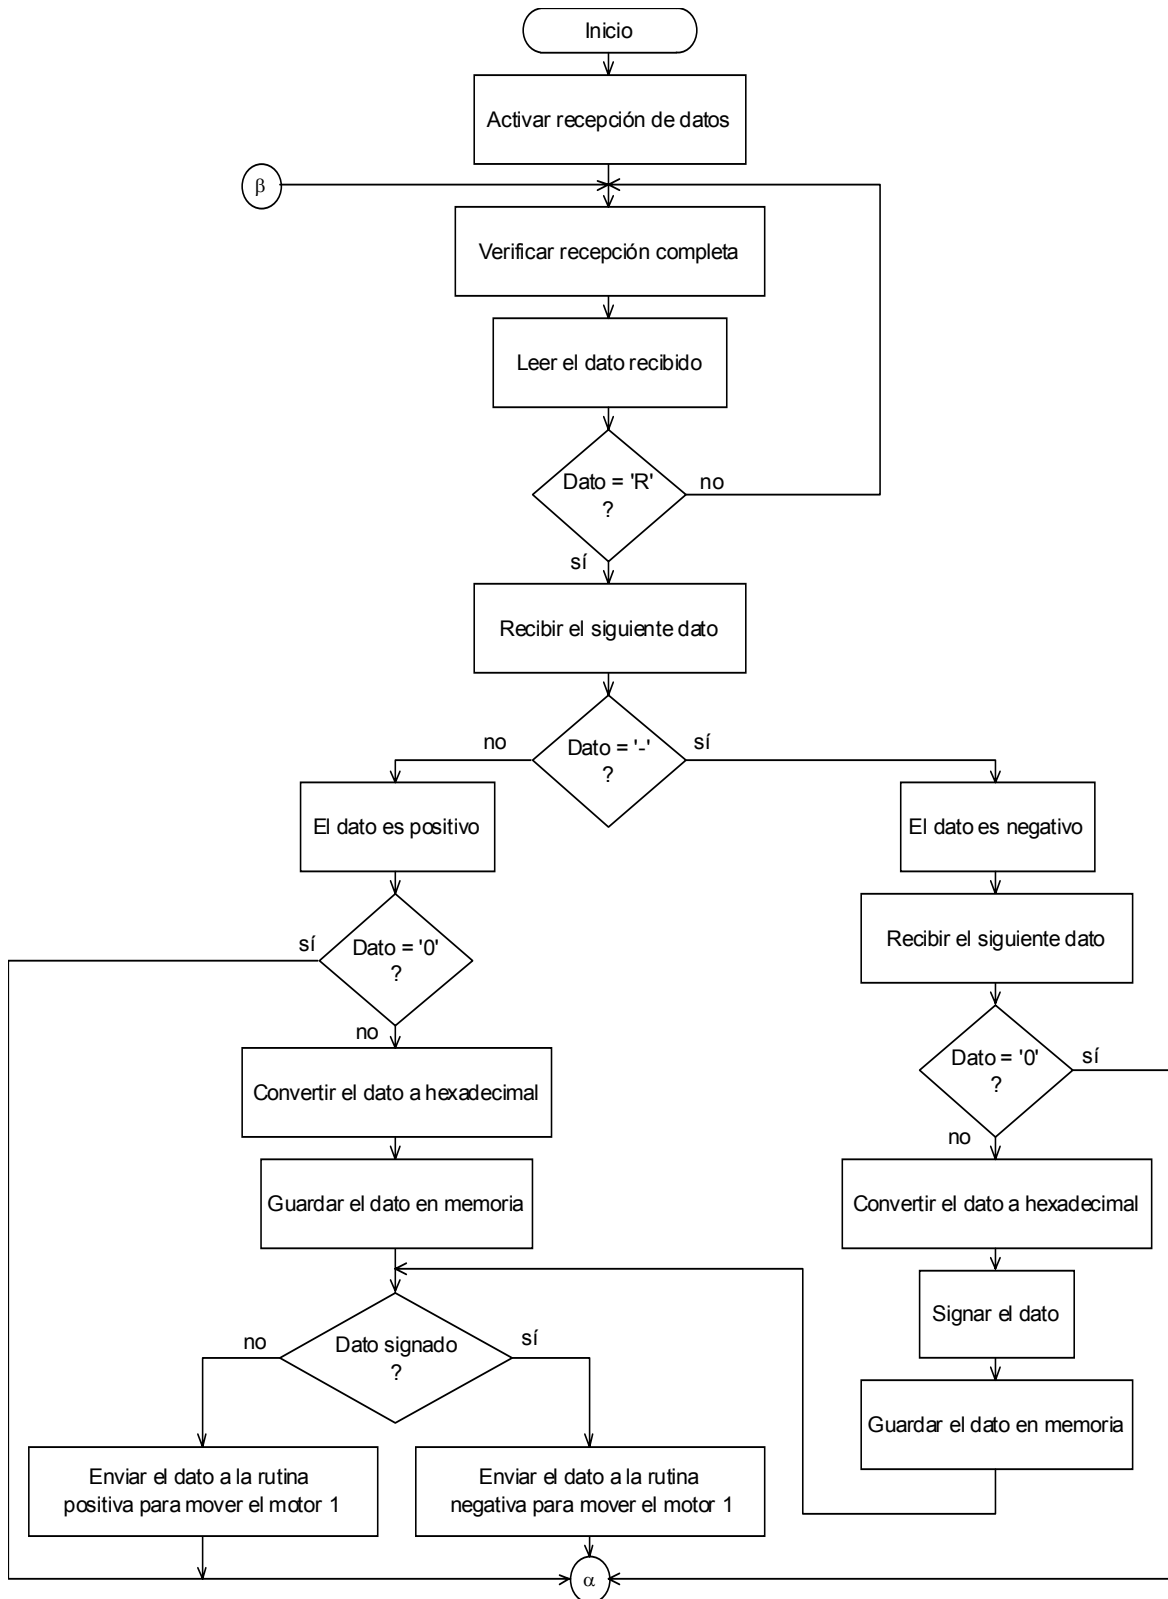 Inicio
Activar recepción de datos
β
Verificar recepción completa
Leer el dato recibido
Dato = 'R'
?
no
sí
Recibir el siguiente dato
no
Dato = '-'
?
sí
El dato es positivo
El dato es negativo
sí
Dato = '0'
?
no
Recibir el siguiente dato
Dato = '0'
?
sí
no
Convertir el dato a hexadecimal
Guardar el dato en memoria
Convertir el dato a hexadecimal
Signar el dato
Guardar el dato en memoria
no
Dato signado
?
sí
Enviar el dato a la rutina
positiva para mover el motor 1
Enviar el dato a la rutina
negativa para mover el motor 1
α